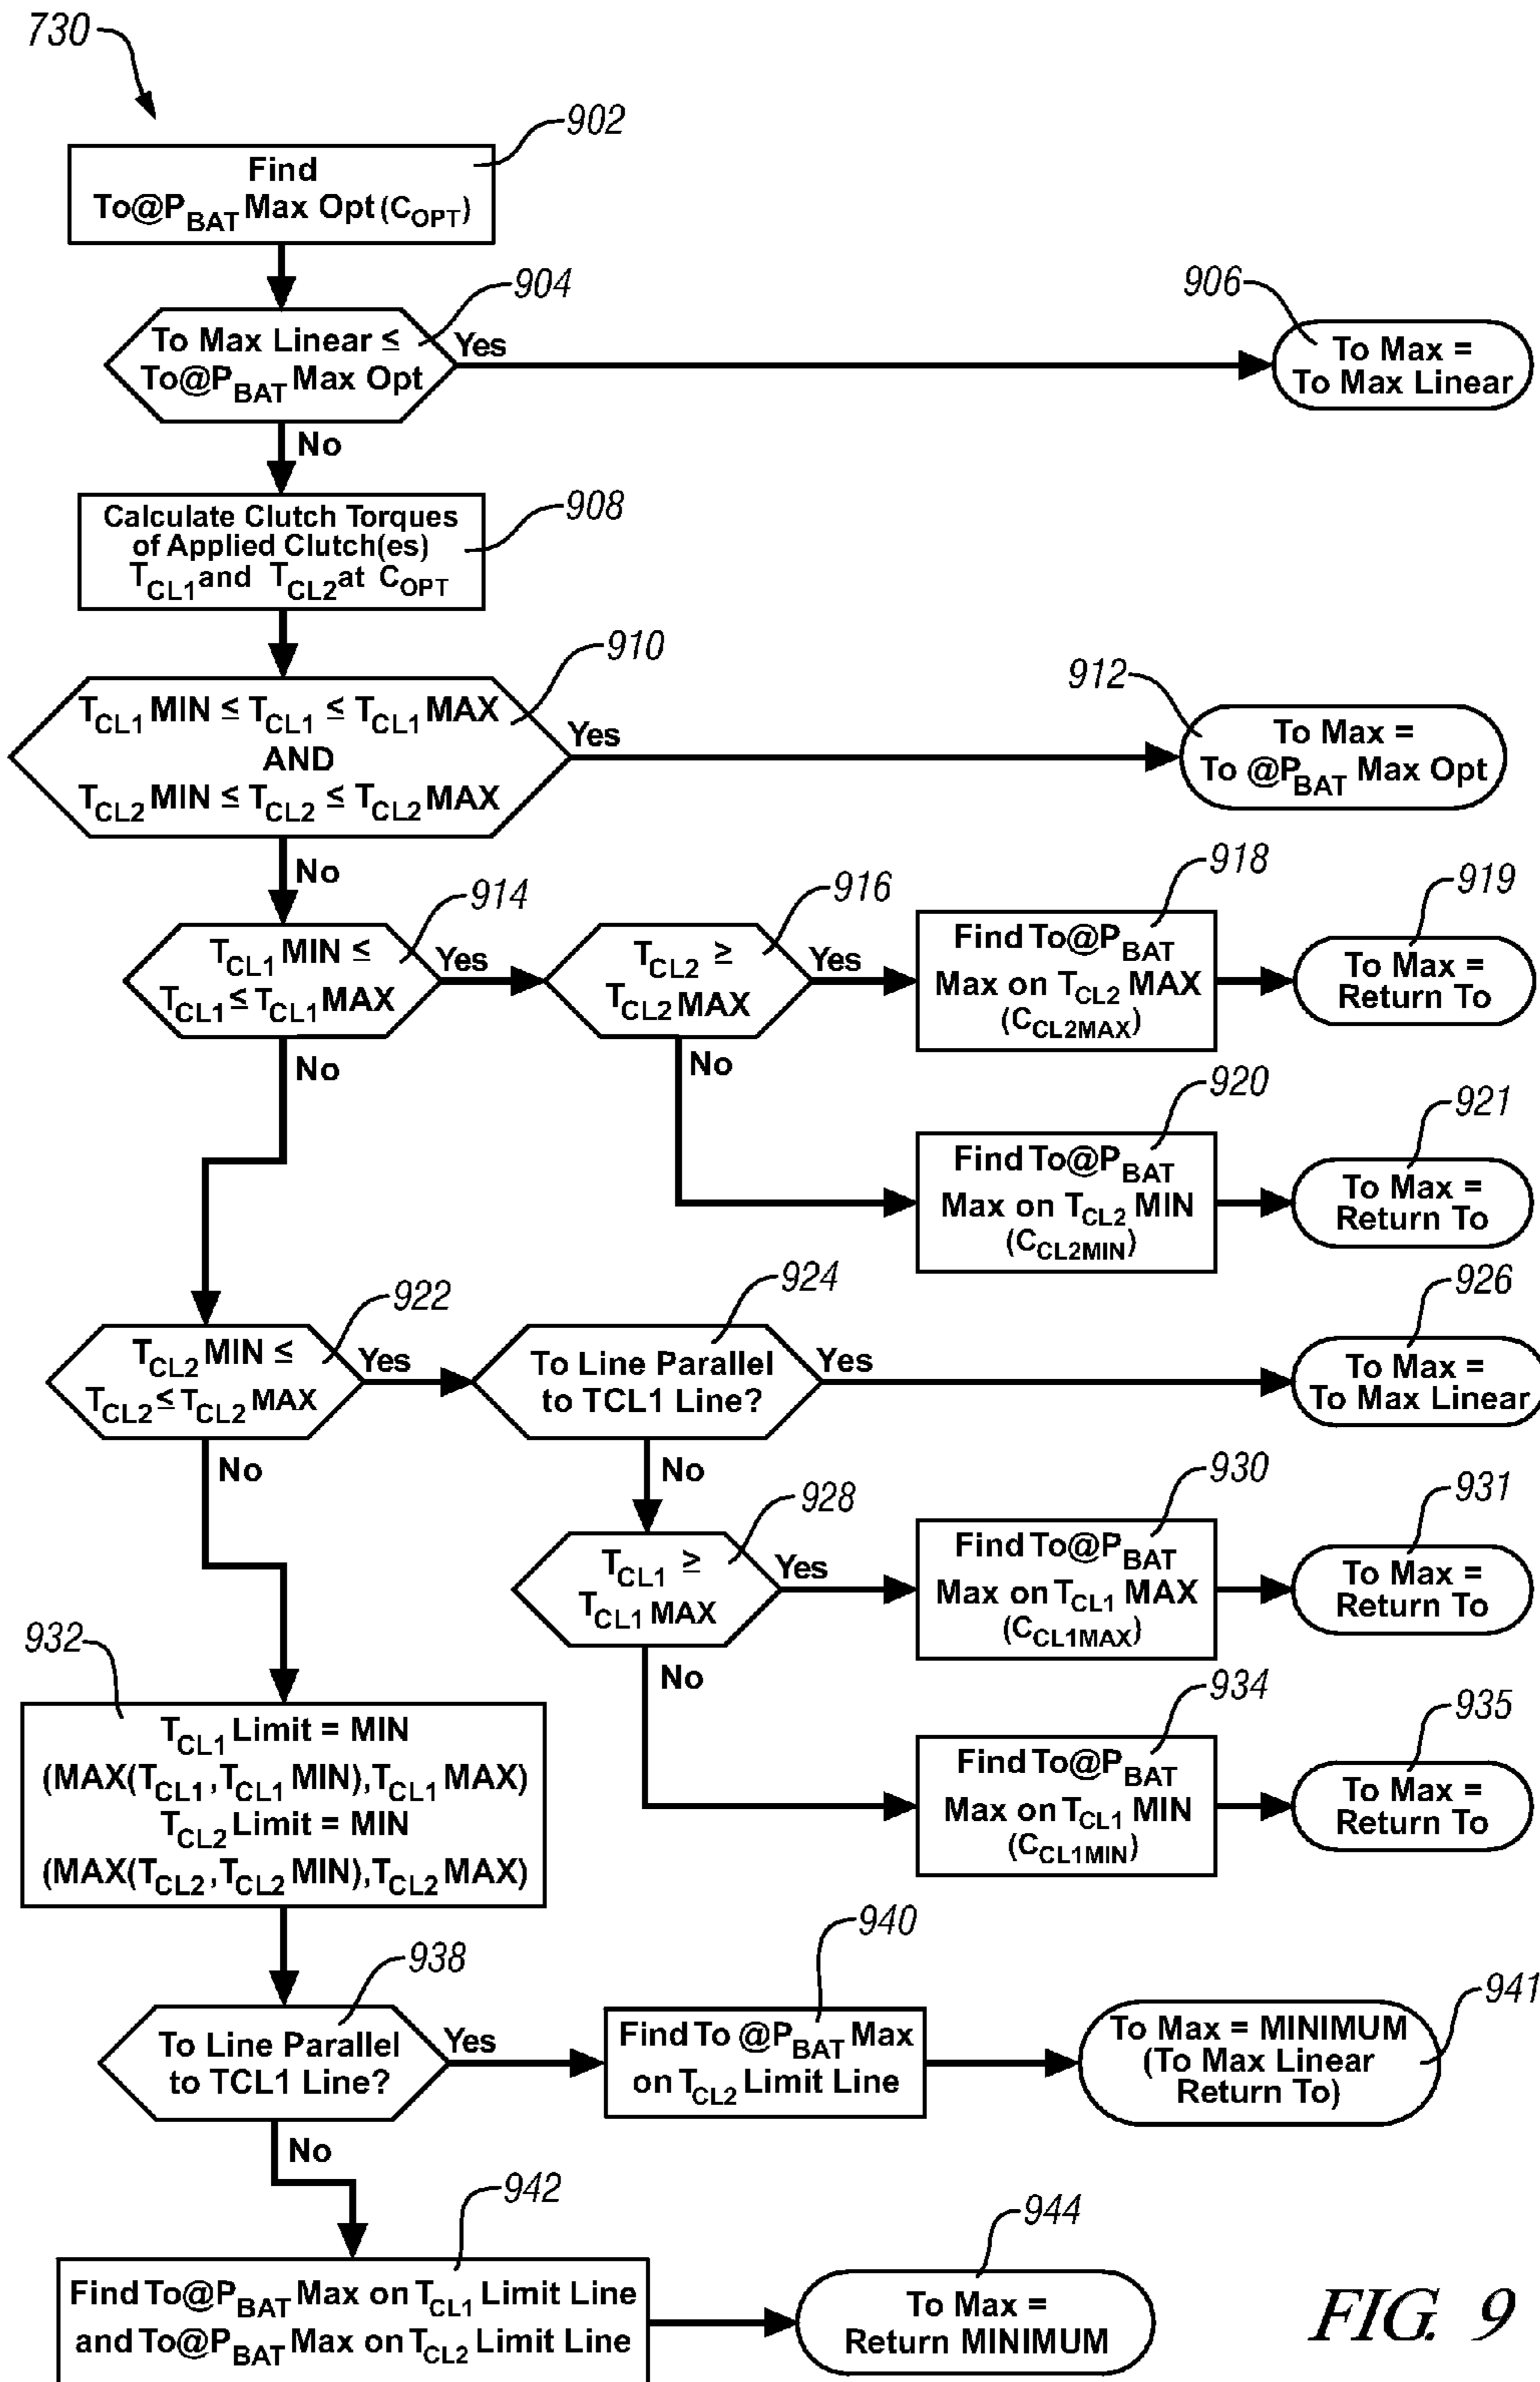 730
902
Find
To@PBAT Max Opt (COPT)
904
To Max Linear ≤
To@PBAT Max Opt
Yes
906
To Max =
To Max Linear
No
908
Calculate Clutch Torques
of Applied Clutch(es)
TCL1 and TCL2 at COPT
910
TCL1 MIN ≤ TCL1 ≤ TCL1 MAX
AND
TCL2 MIN ≤ TCL2 ≤ TCL2 MAX
Yes
912
To Max =
To @PBAT Max Opt
No
914
TCL1 MIN ≤
TCL1 ≤ TCL1 MAX
Yes
916
TCL2 ≥
TCL2 MAX
Yes
918
Find To@PBAT
Max on TCL2 MAX
(CCL2MAX)
919
To Max =
Return To
No
No
920
Find To@PBAT
Max on TCL2 MIN
(CCL2MIN)
921
To Max =
Return To
922
TCL2 MIN ≤
TCL2 ≤ TCL2 MAX
Yes
924
To Line Parallel
to TCL1 Line?
Yes
926
To Max =
To Max Linear
No
No
928
TCL1 ≥
TCL1 MAX
Yes
930
Find To@PBAT
Max on TCL1 MAX
(CCL1MAX)
931
To Max =
Return To
No
934
Find To@PBAT
Max on TCL1 MIN
(CCL1MIN)
935
To Max =
Return To
932
TCL1 Limit = MIN
(MAX(TCL1,TCL1 MIN),TCL1 MAX)
TCL2 Limit = MIN
(MAX(TCL2,TCL2 MIN),TCL2 MAX)
938
To Line Parallel
to TCL1 Line?
Yes
940
Find To @PBAT Max
on TCL2 Limit Line
941
To Max = MINIMUM
(To Max Linear
Return To)
No
942
Find To@PBAT Max on TCL1 Limit Line
and To@PBAT Max on TCL2 Limit Line
944
To Max =
Return MINIMUM
FIG. 9